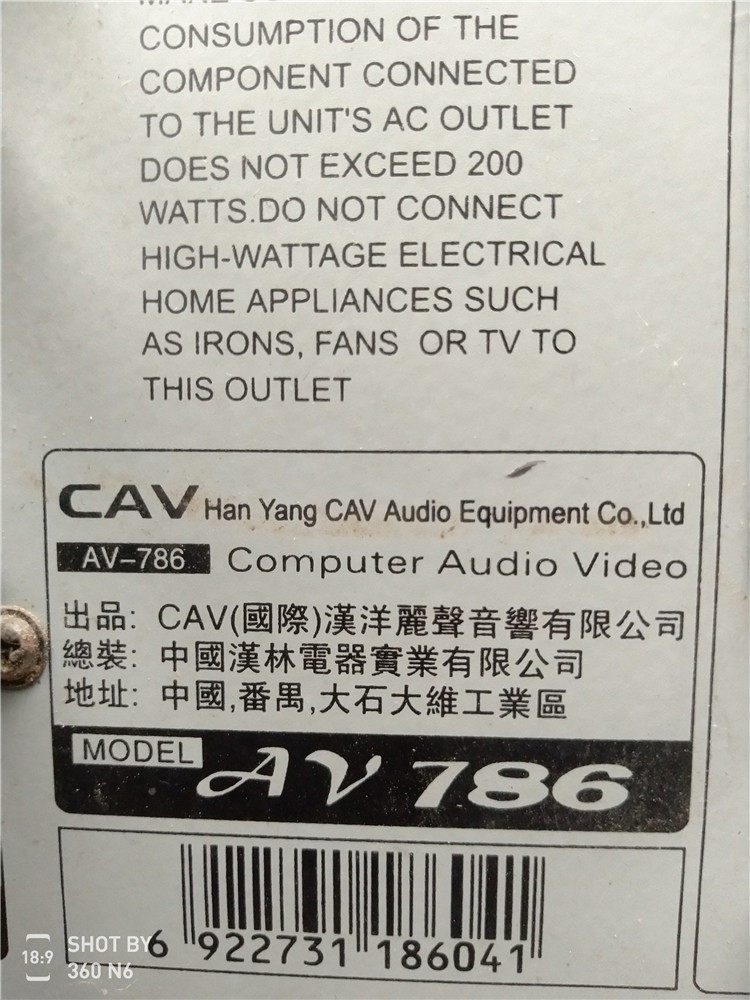 CONSUMPTION OF THE
COMPONENT CONNECTED
TO THE UNIT'S AC OUTLET
DOES NOT EXCEED 200
WATTS.DO NOT CONNECT
HIGH-WATTAGE ELECTRICAL
HOME APPLIANCES SUCH
AS IRONS, FANS OR TV TO
THIS OUTLET
CAV Han Yang CAV Audio Equipment Co.,Ltd
AV-786 Computer Audio Video
出品: CAV(國際)漢洋麗聲音響有限公司
總裝: 中國漢林電器實業有限公司
地址: 中國,番禺,大石大維工業區
MODEL AV 786
6 922731 186041
18:9 SHOT BY
360 N6